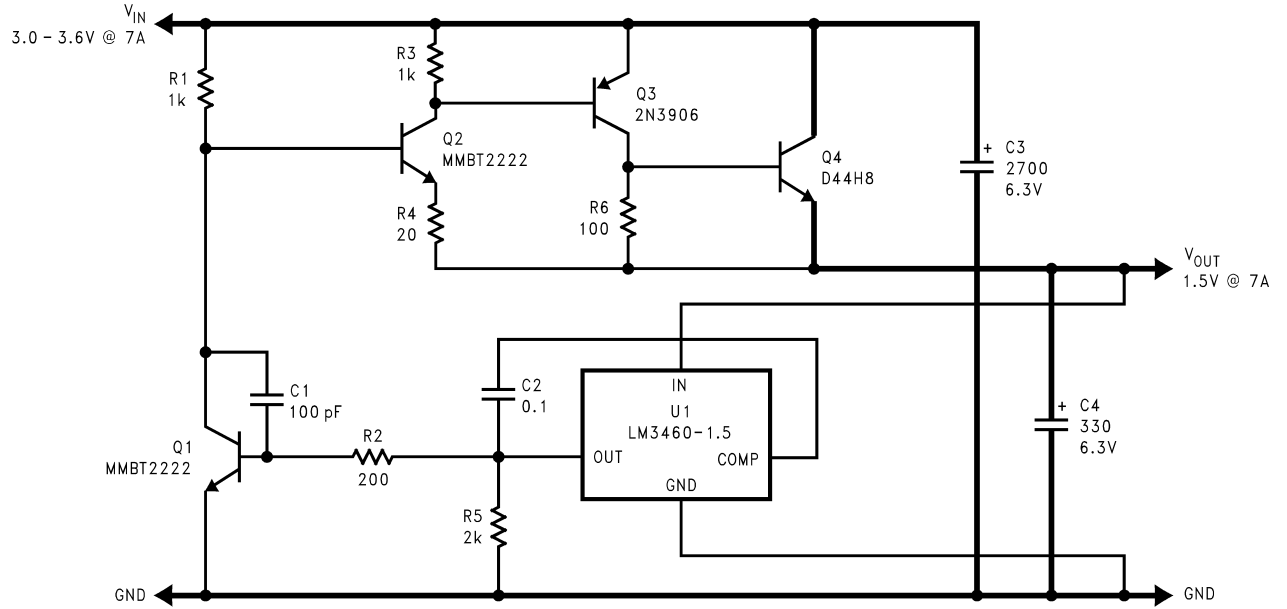 VIN
3.0 – 3.6V @ 7A
R1
1k
R3
1k
Q2
MMBT2222
R4
20
Q3
2N3906
R6
100
Q4
D44H8
C3
+
2700
6.3V
VOUT
1.5V @ 7A
C1
100 pF
Q1
MMBT2222
R2
200
C2
0.1
R5
2k
IN
U1
LM3460-1.5
OUT
COMP
GND
+
C4
330
6.3V
GND
GND